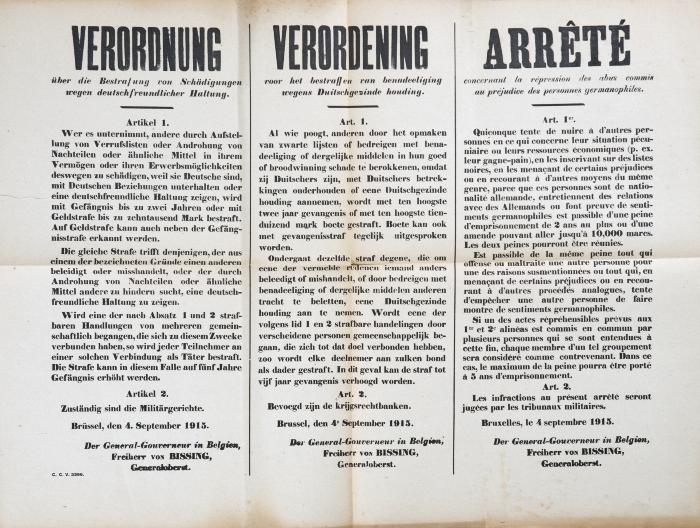 VERORDNUNG
über die Bestrafung von Schädigungen
wegen deutschfreundlicher Haltung.
Artikel 1.
Wer es unternimmt, andere durch Aufstel-
lung von Verrufslisten oder Androhung von
Nachteilen oder ähnliche Mittel in ihrem
Vermögen oder ihren Erwerbsmöglichkeiten
deswegen zu schädigen, weil sie Deutsche sind,
mit Deutschen Beziehungen unterhalten oder
eine deutschfreundliche Haltung zeigen, wird
mit Gefängnis bis zu zwei Jahren oder mit
Geldstrafe bis zu zehntausend Mark bestraft.
Auf Geldstrafe kann auch neben der Gefäng-
nisstrafe erkannt werden.
Die gleiche Strafe trifft denjenigen, der aus
einem der bezeichneten Gründe einen anderen
beleidigt oder misshandelt, oder der durch
Androhung von Nachteilen oder ähnliche
Mittel andere zu hindern sucht, eine deutsch-
freundliche Haltung zu zeigen.
Wird eine der nach Absatz 1 und 2 straf-
baren Handlungen von mehreren gemein-
schaftlich begangen, die sich zu diesem Zwecke
verbunden haben, so wird jeder Teilnehmer an
einer solchen Verbindung als Täter bestraft.
Die Strafe kann in diesem Falle auf fünf Jahre
Gefängnis erhöht werden.
Artikel 2.
Zuständig sind die Militärgerichte.
Brüssel, den 4. September 1915.
Der General-Gouverneur in Belgien,
Freiherr von BISSING,
Generaloberst.
C. C. V. 3366.
VERORDENING
voor het bestraffen van benadeeliging
wegens Duitschgezinde houding.
Art. 1.
Al wie poogt, anderen door het opmaken
van zwarte lijsten of bedreigen met bena-
deeliging of dergelijke middelen in hun goed
of broodwinning schade te berokkenen, omdat
zij Duitschers zijn, met Duitschers betrek-
kingen onderhouden of eene Duitschgezinde
houding aannemen, wordt met ten hoogste
twee jaar gevangenis of met ten hoogste tien-
duizend mark boete gestraft. Boete kan ook
met gevangenisstraf tegelijk uitgesproken
worden.
Ondergaat dezelfde straf degene, die om
eene der vermelde redenen iemand anders
beleedigt of mishandelt, of door bedreigen met
benadeeliging of dergelijke middelen anderen
tracht te beletten, eene Duitschgezinde
houding aan te nemen. Wordt eene der
volgens lid 1 en 2 strafbare handelingen door
verscheidene personen gemeenschappelijk be-
gaan, die zich tot dat doel verbonden hebben,
zoo wordt elke deelnemer aan zulken bond
als dader gestraft. In dit geval kan de straf tot
vijf jaar gevangenis verhoogd worden.
Art. 2.
Bevoegd zijn de krijgsrechtbanken.
Brussel, den 4ⁿ September 1915.
Der General-Gouverneur in Belgien,
Freiherr von BISSING,
Generaloberst.
ARRÊTÉ
concernant la répression des abus commis
au préjudice des personnes germanophiles.
Art. 1er.
Quiconque tente de nuire à d'autres per-
sonnes en ce qui concerne leur situation pécu-
niaire ou leurs ressources économiques (p. ex.
leur gagne-pain), en les inscrivant sur des listes
noires, en les menaçant de certains préjudices
ou en recourant à d'autres moyens du même
genre, parce que ces personnes sont de natio-
nalité allemande, entretiennent des relations
avec des Allemands ou font preuve de senti-
ments germanophiles est passible d'une peine
d'emprisonnement de 2 ans au plus ou d'une
amende pouvant aller jusqu'à 10,000 mares.
Les deux peines pourront être réunies.
Est passible de la même peine tout qui
offense ou maltraite une autre personne pour
une des raisons susmentionnées ou tout qui, en
menaçant de certains préjudices ou en recou-
rant à d'autres procédés analogues, tente
d'empêcher une autre personne de faire
montre de sentiments germanophiles.
Si un des actes répréhensibles prévus aux
1er et 2e alinéas est commis en commun par
plusieurs personnes qui se sont entendues à
cette fin, chaque membre d'un tel groupement
sera considéré comme contrevenant. Dans ce
cas, le maximum de la peine pourra être porté
à 5 ans d'emprisonnement.
Art. 2.
Les infractions au présent arrêté seront
jugées par les tribunaux militaires.
Bruxelles, le 4 septembre 1915.
Der General-Gouverneur in Belgien,
Freiherr von BISSING,
Generaloberst.